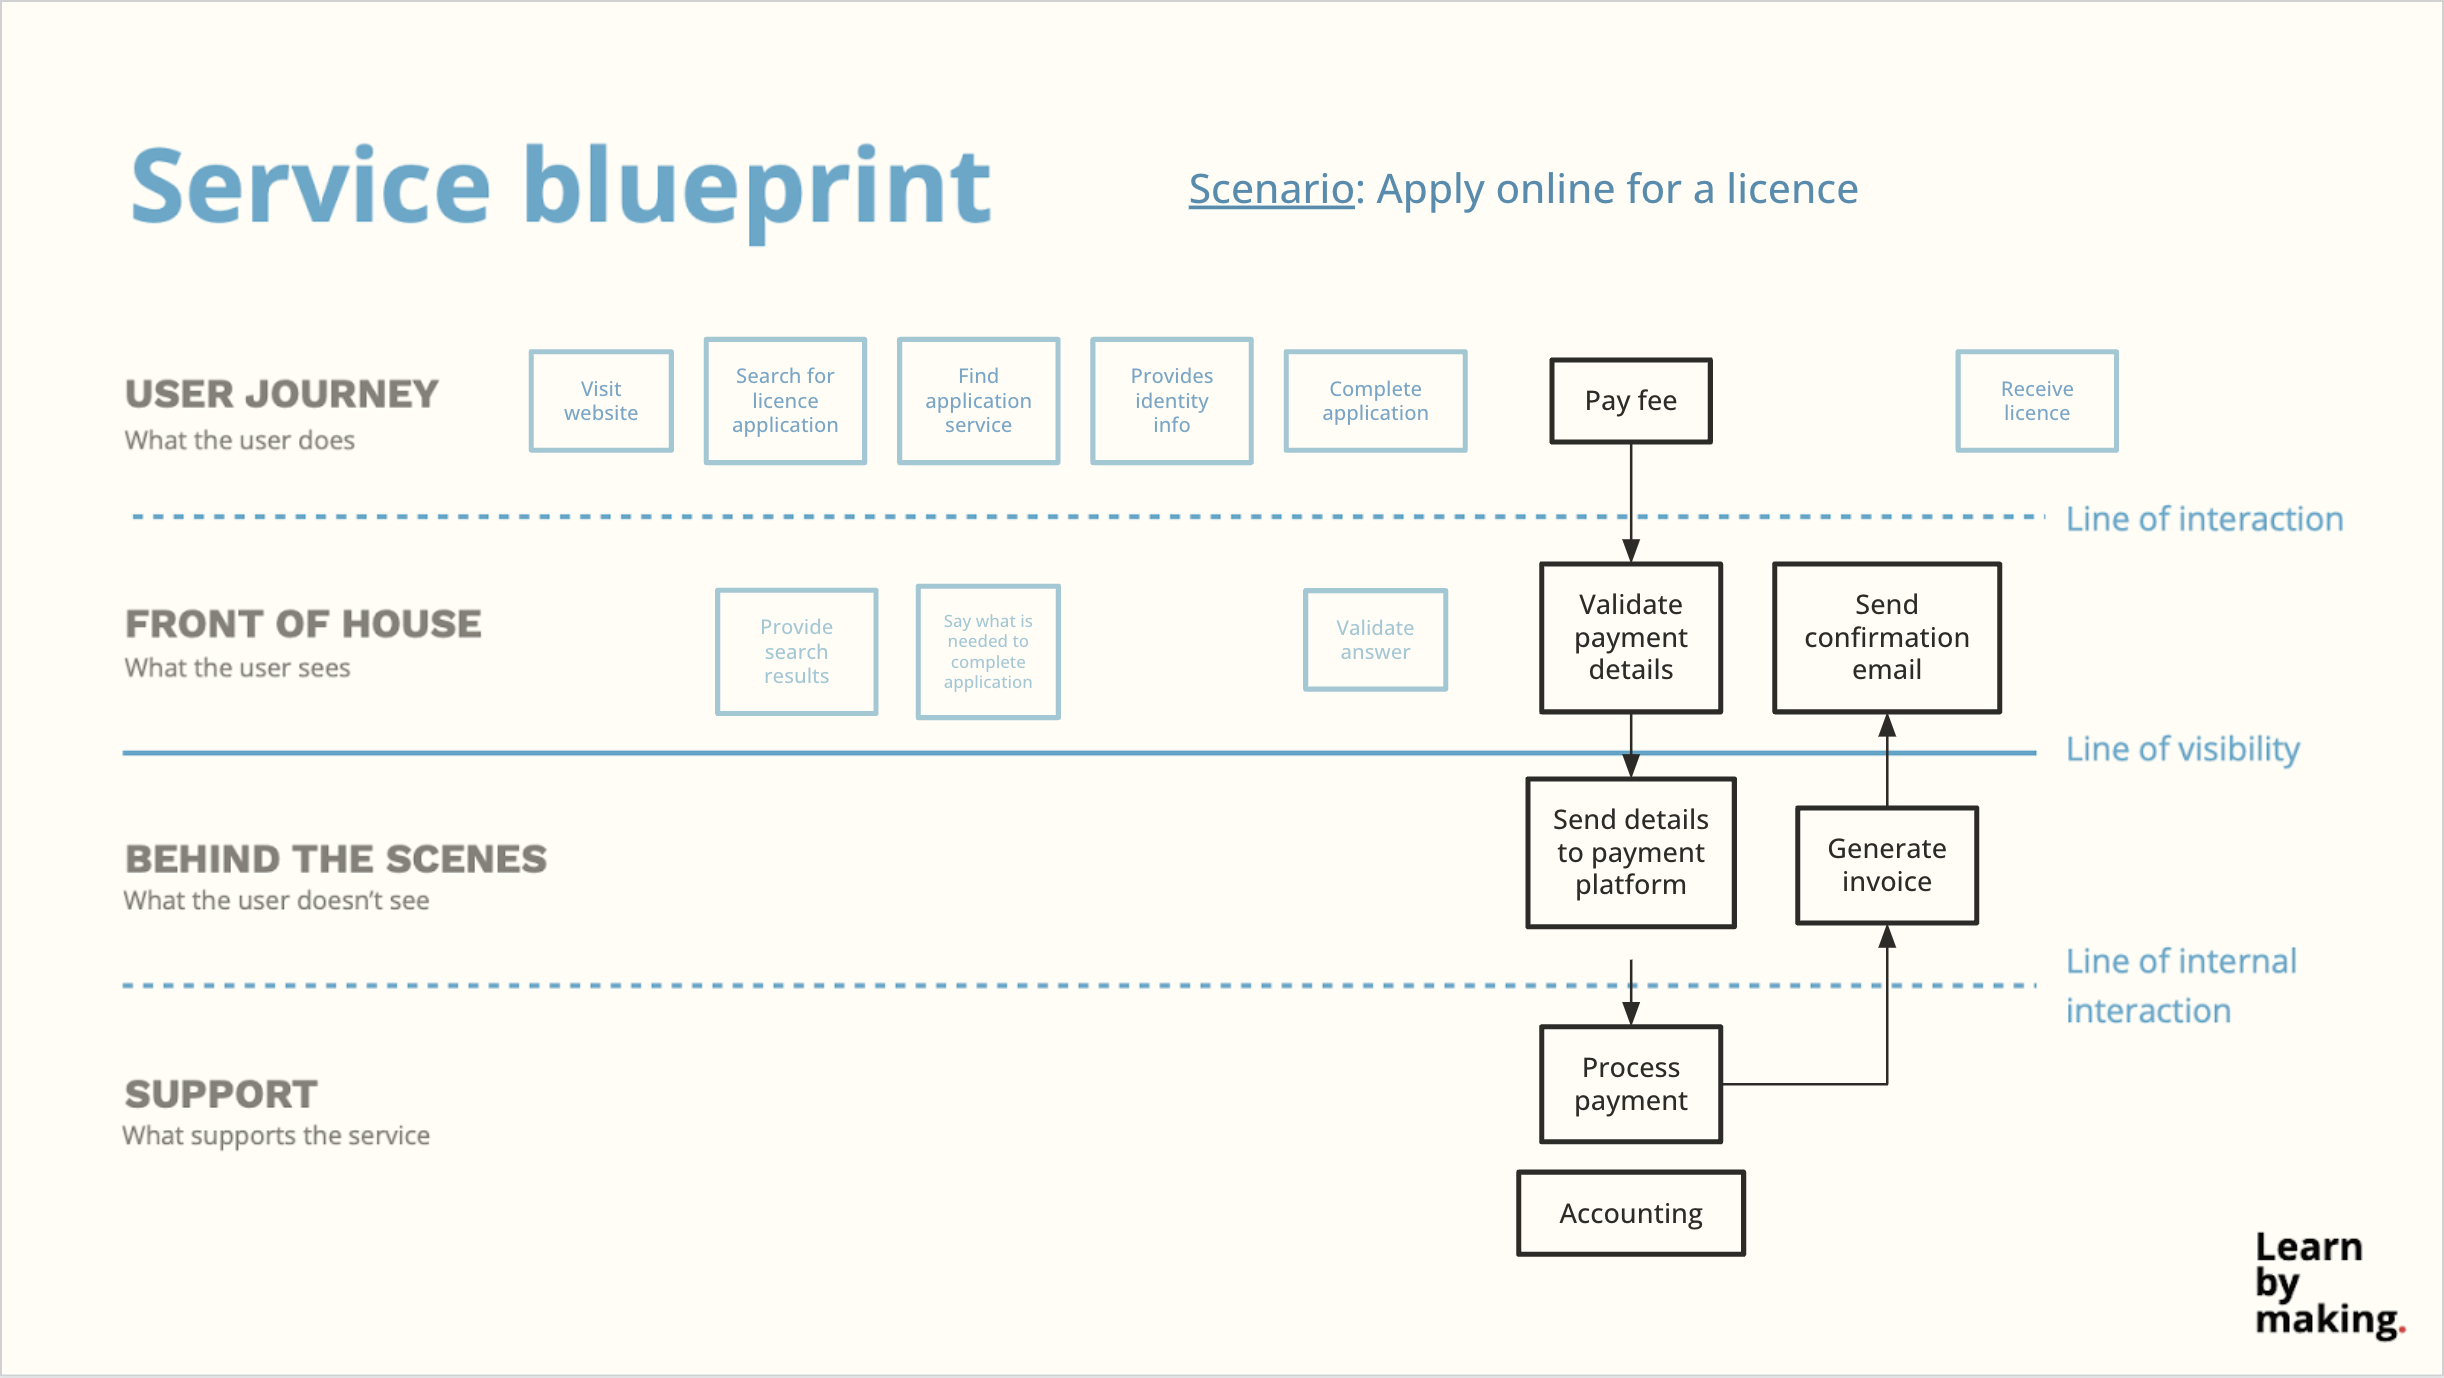 Service blueprint
Scenario: Apply online for a licence
USER JOURNEY
What the user does
Visit
website
Search for
licence
application
Find
application
service
Provides
identity
info
Complete
application
Pay fee
Receive
licence
Line of interaction
FRONT OF HOUSE
What the user sees
Provide
search
results
Say what is
needed to
complete
application
Validate
answer
Validate
payment
details
Send
confirmation
email
Line of visibility
BEHIND THE SCENES
What the user doesn’t see
Send details
to payment
platform
Generate
invoice
Line of internal
interaction
SUPPORT
What supports the service
Process
payment
Accounting
Learn
by
making.